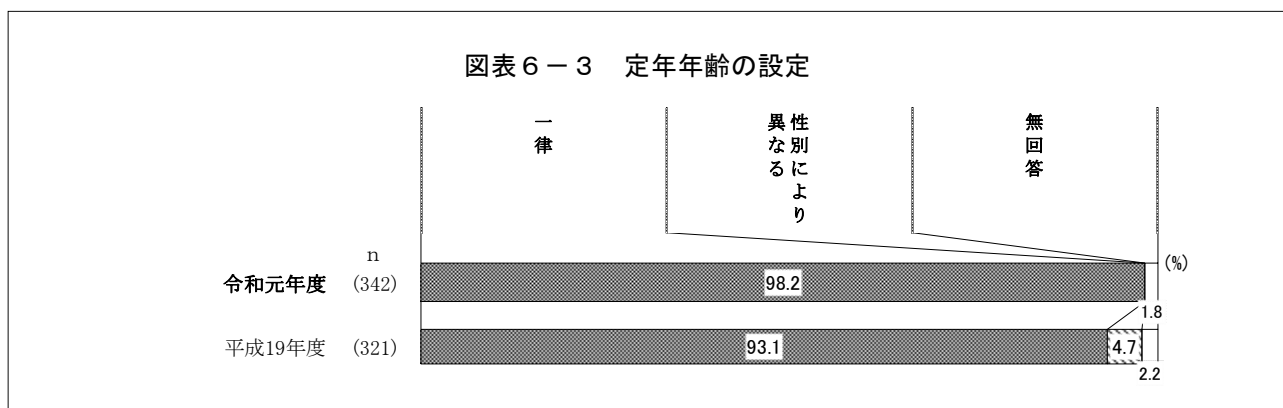 図表６－３　定年年齢の設定
一律
性別により
異なる
無回答
(%)
n
令和元年度 (342) 98.2 1.8
平成19年度 (321) 93.1 4.7 2.2